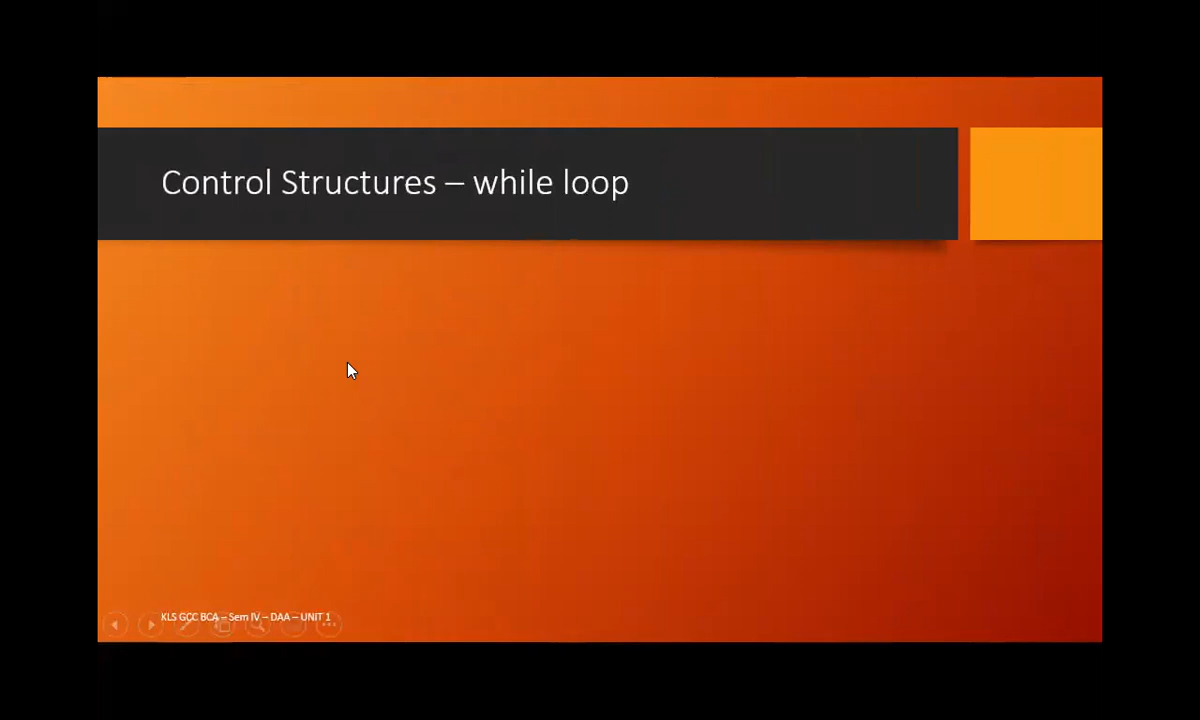 Control Structures – while loop
KLS GCC BCA – Sem IV – DAA – UNIT 1